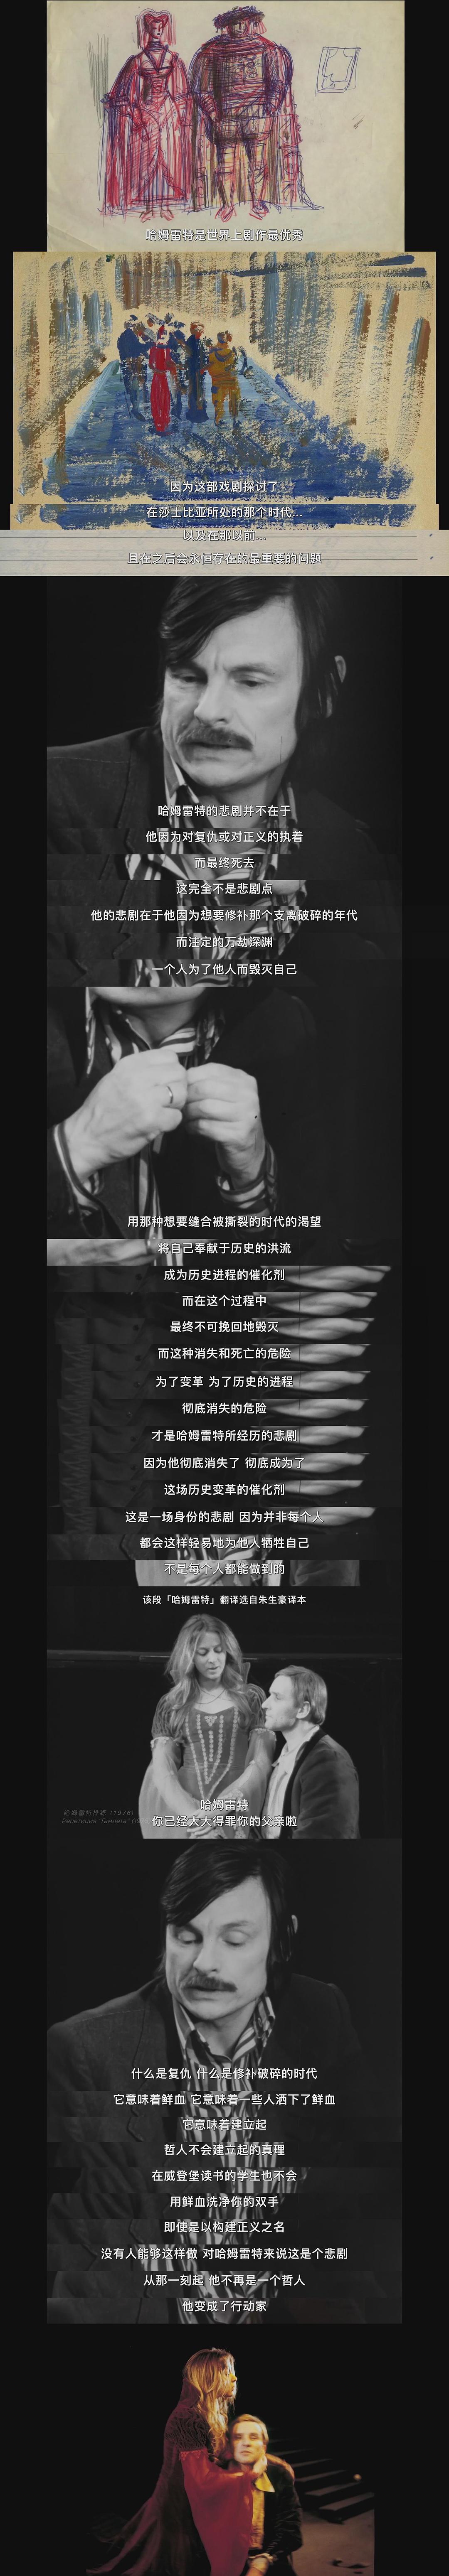 哈姆雷特是世界上剧作最优秀
因为这部戏剧探讨了
在莎士比亚所处的那个时代...
以及在那以前...
且在之后会永恒存在的最重要的问题
哈姆雷特的悲剧并不在于
他因为对复仇或对正义的执着
而最终死去
这完全不是悲剧点
他的悲剧在于他因为想要修补那个支离破碎的年代
而注定的万劫深渊
一个人为了他人而毁灭自己
用那种想要缝合被撕裂的时代的渴望
将自己奉献于历史的洪流
成为历史进程的催化剂
而在这个过程中
最终不可挽回地毁灭
而这种消失和死亡的危险
为了变革 为了历史的进程
彻底消失的危险
才是哈姆雷特所经历的悲剧
因为他彻底消失了 彻底成为了
这场历史变革的催化剂
这是一场身份的悲剧 因为并非每个人
都会这样轻易地为他人牺牲自己
不是每个人都能做到的
该段「哈姆雷特」翻译选自朱生豪译本
哈姆雷特
(1976)
Репетиция "Гамлета"
你已经大大得罪你的父亲啦
什么是复仇 什么是修补破碎的时代
它意味着鲜血 它意味着一些人洒下了鲜血
它意味着建立起
哲人不会建立起的真理
在威登堡读书的学生也不会
用鲜血洗净你的双手
即使是以构建正义之名
没有人能够这样做 对哈姆雷特来说这是个悲剧
从那一刻起 他不再是一个哲人
他变成了行动家